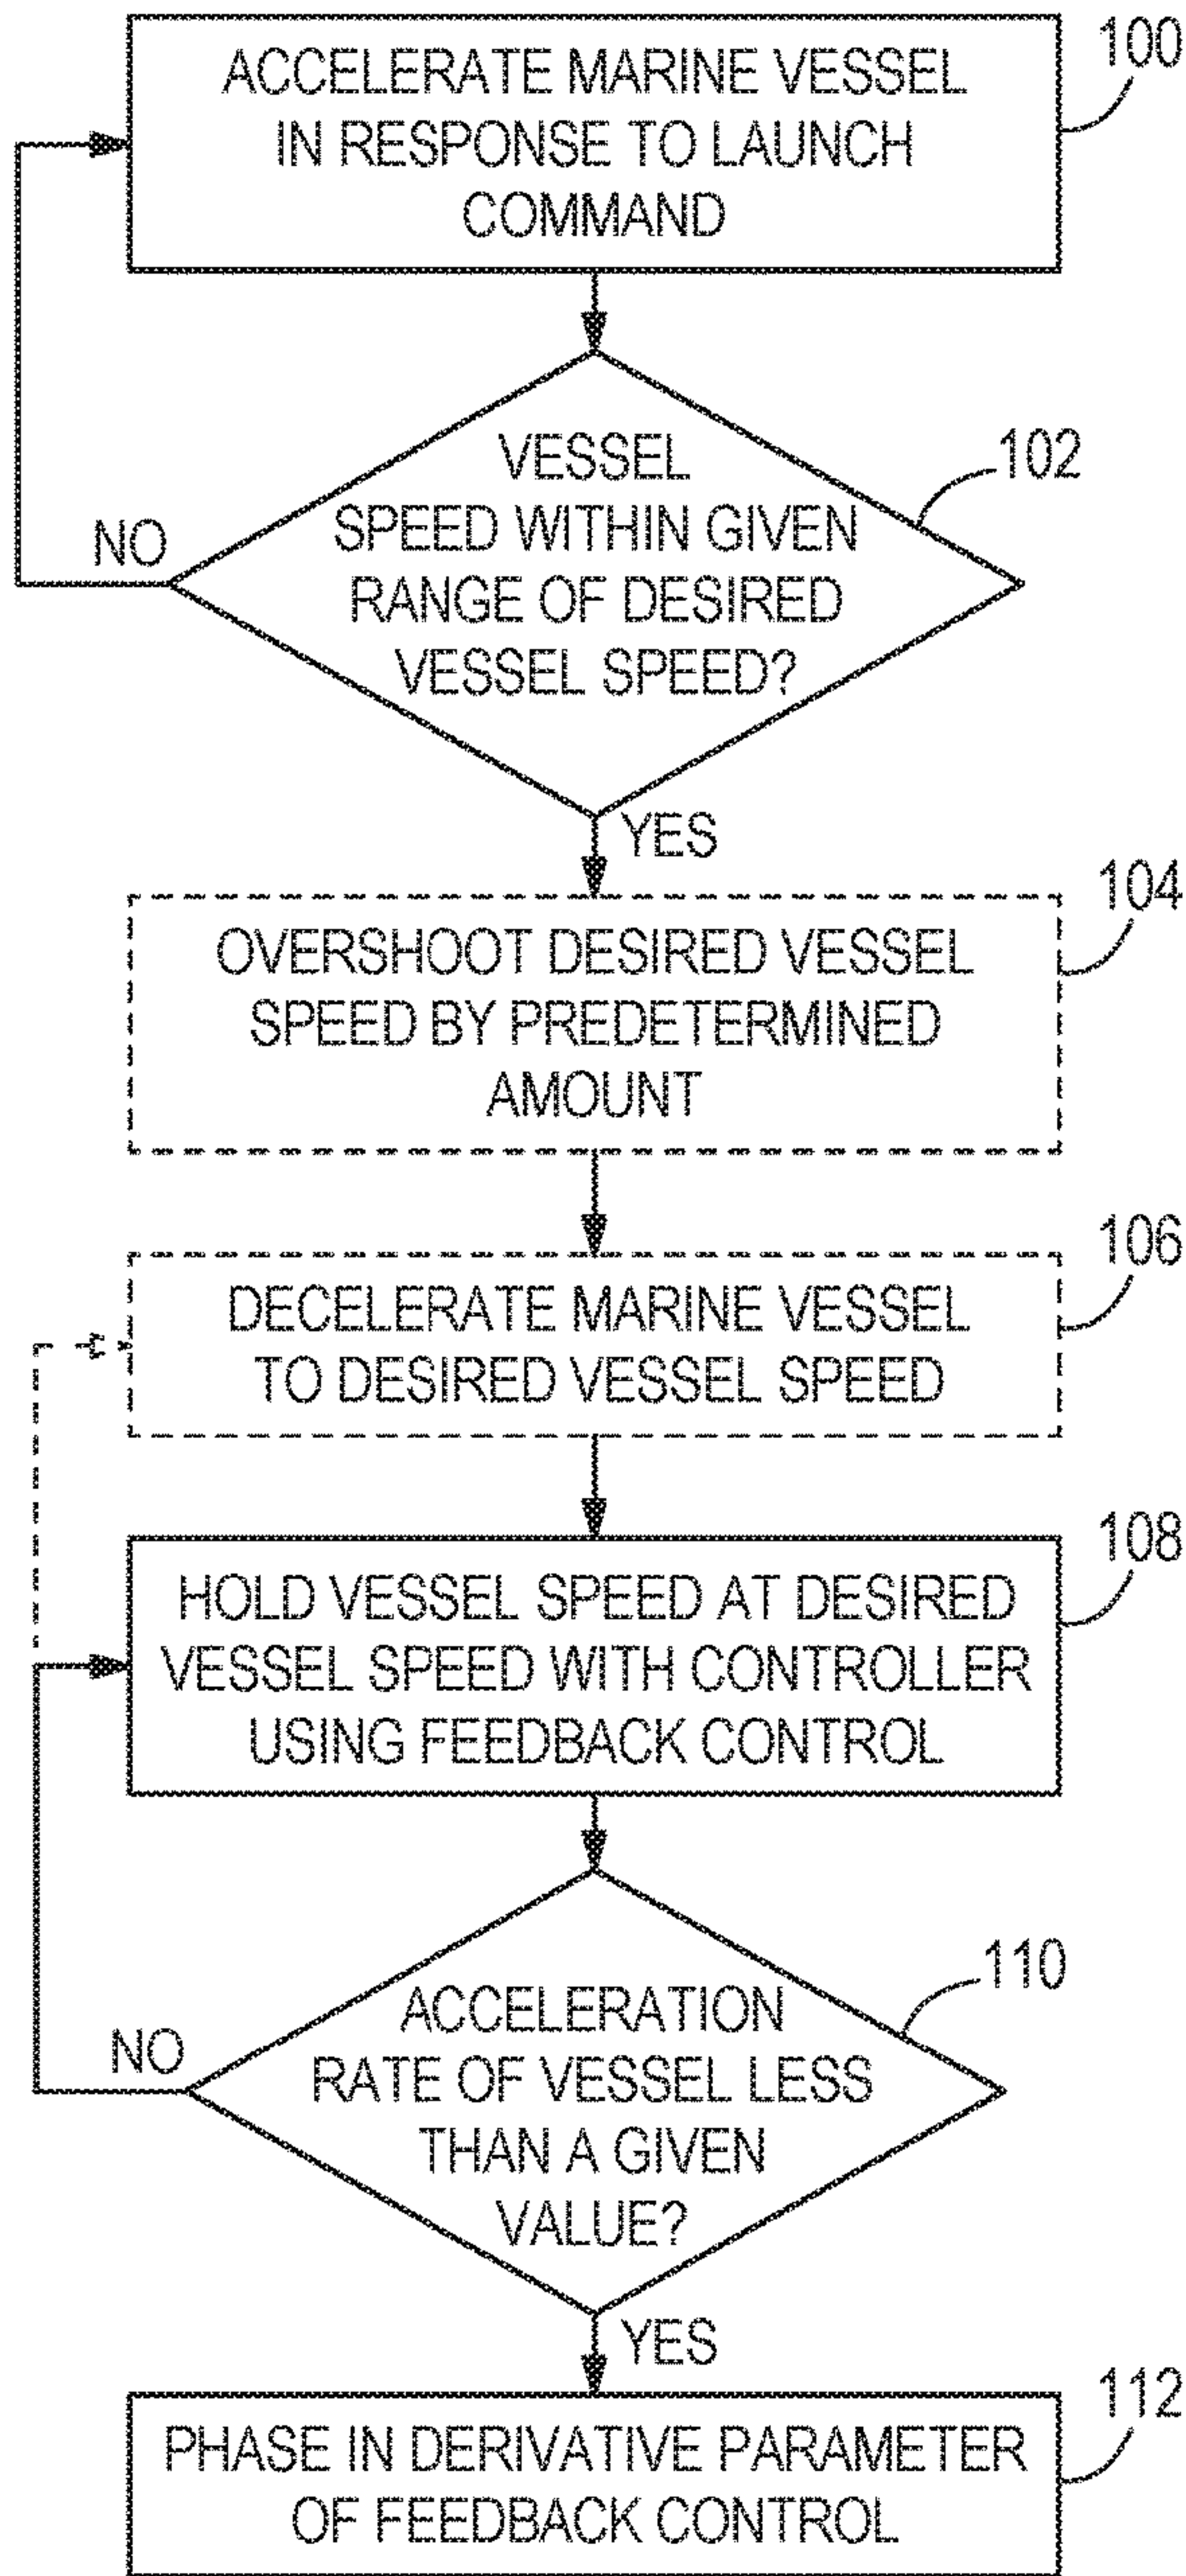 100
ACCELERATE MARINE VESSEL
IN RESPONSE TO LAUNCH
COMMAND
102
VESSEL
SPEED WITHIN GIVEN
RANGE OF DESIRED
VESSEL SPEED?
NO
YES
104
OVERSHOOT DESIRED VESSEL
SPEED BY PREDETERMINED
AMOUNT
106
DECELERATE MARINE VESSEL
TO DESIRED VESSEL SPEED
108
HOLD VESSEL SPEED AT DESIRED
VESSEL SPEED WITH CONTROLLER
USING FEEDBACK CONTROL
110
ACCELERATION
RATE OF VESSEL LESS
THAN A GIVEN
VALUE?
NO
YES
112
PHASE IN DERIVATIVE PARAMETER
OF FEEDBACK CONTROL